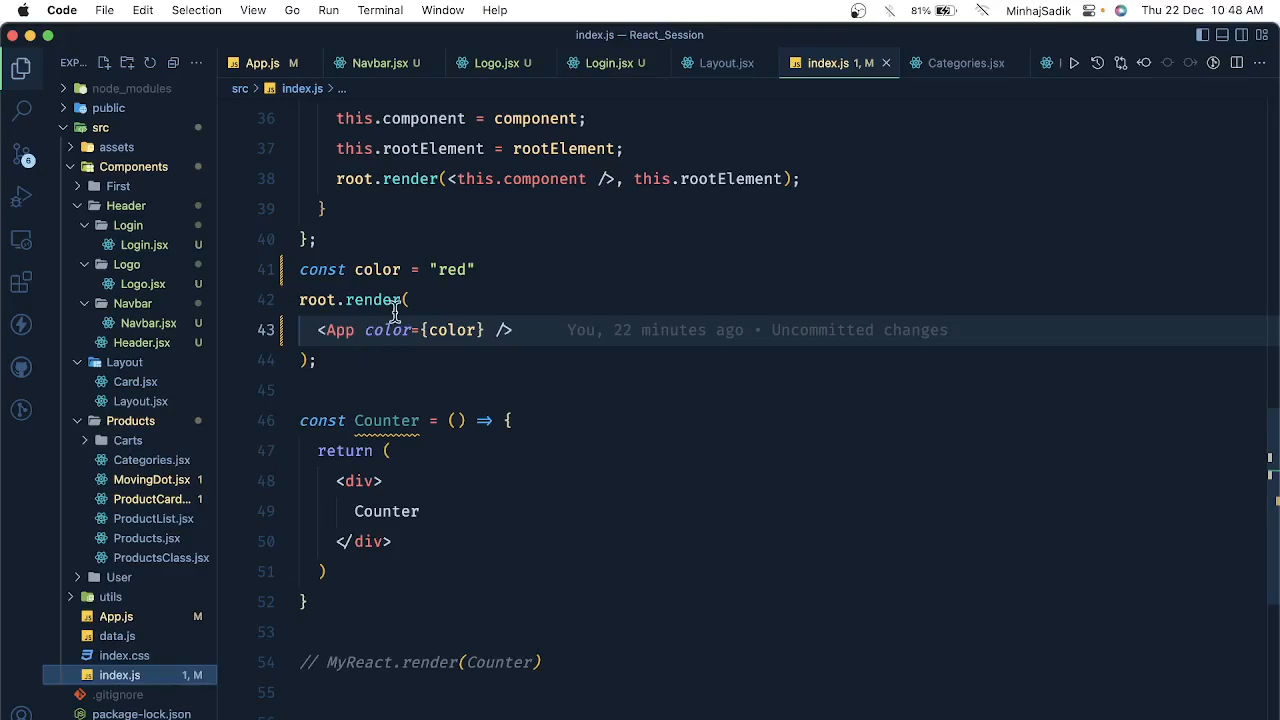 Code File Edit Selection View Go Run Terminal Window Help 81% MinhajSadik Thu 22 Dec 10:48 AM
index.js — React_Session
EXP... App.js M Navbar.jsx U Logo.jsx U Login.jsx U Layout.jsx index.js 1, M Categories.jsx
src > index.js > ...
node_modules
public
src
assets
Components
First
Header
Login
Login.jsx U
Logo
Logo.jsx U
Navbar
Navbar.jsx U
Header.jsx U
Layout
Card.jsx
Layout.jsx
Products
Carts
Categories.jsx
MovingDot.jsx 1
ProductCard... 1
ProductList.jsx
Products.jsx
ProductsClass.jsx
User
utils
App.js M
data.js
index.css
index.js 1, M
.gitignore
package-lock.json
6
36 this.component = component;
37 this.rootElement = rootElement;
38 root.render(<this.component />, this.rootElement);
39 }
40 };
41 const color = "red"
42 root.render(
43 <App color={color} /> You, 22 minutes ago • Uncommitted changes
44 );
45
46 const Counter = () => {
47 return (
48 <div>
49 Counter
50 </div>
51 )
52 }
53
54 // MyReact.render(Counter)
55